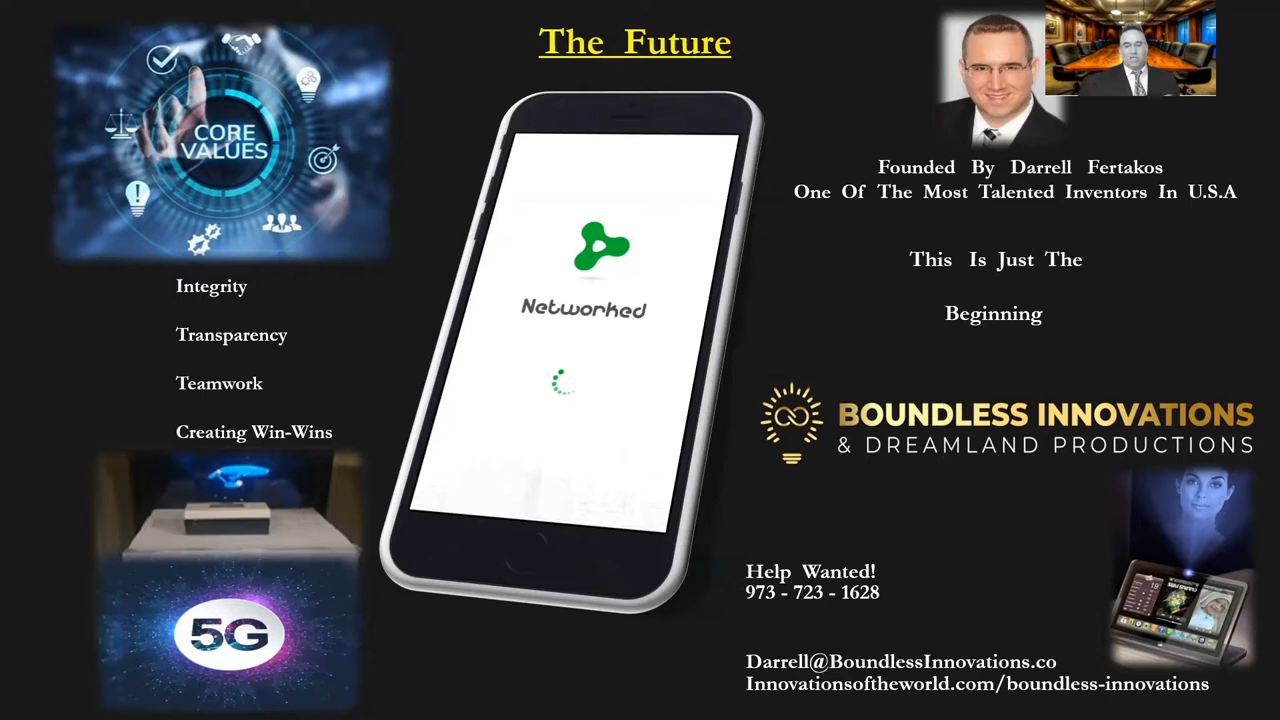 The Future
CORE
VALUES
Integrity
Transparency
Teamwork
Creating Win-Wins
5G
Networked
Founded By Darrell Fertakos
One Of The Most Talented Inventors In U.S.A
This Is Just The
Beginning
BOUNDLESS INNOVATIONS
& DREAMLAND PRODUCTIONS
Help Wanted!
973 - 723 - 1628
Darrell@BoundlessInnovations.co
Innovationsoftheworld.com/boundless-innovations
19